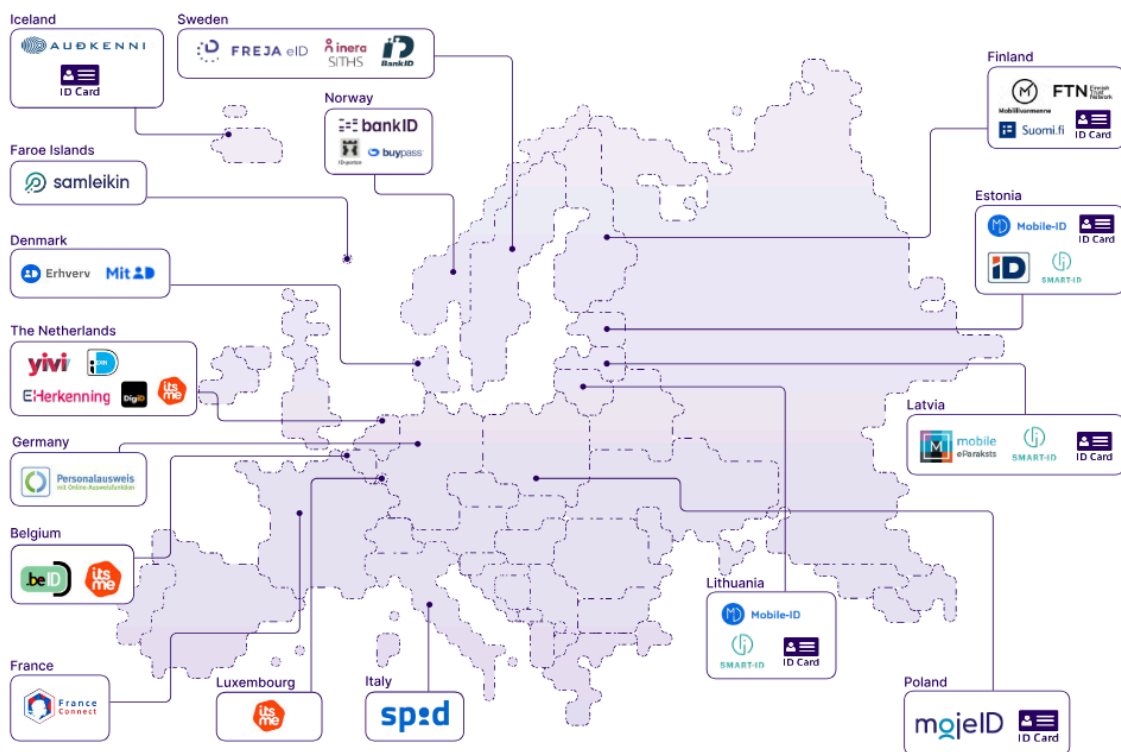 Iceland
AUÐKENNI
ID Card
Sweden
FREJA eID
inera
SITHS
BankID
Norway
bankID
ID-porten
buypass
Finland
Mobiilivarmenne
FTN Finnish Trust Network
Suomi.fi
ID Card
Faroe Islands
samleikin
Denmark
Erhverv
Mit ID
Estonia
Mobile-ID
ID Card
iD
SMART-ID
The Netherlands
yivi
iDIN
EHerkenning
DigiD
itsme
Germany
Personalausweis
mit Online-Ausweisfunktion
Latvia
mobile
eParaksts
SMART-ID
ID Card
Belgium
.beID
itsme
Lithuania
Mobile-ID
SMART-ID
ID Card
France
France
Connect
Luxembourg
itsme
Italy
spid
Poland
mojeID
ID Card